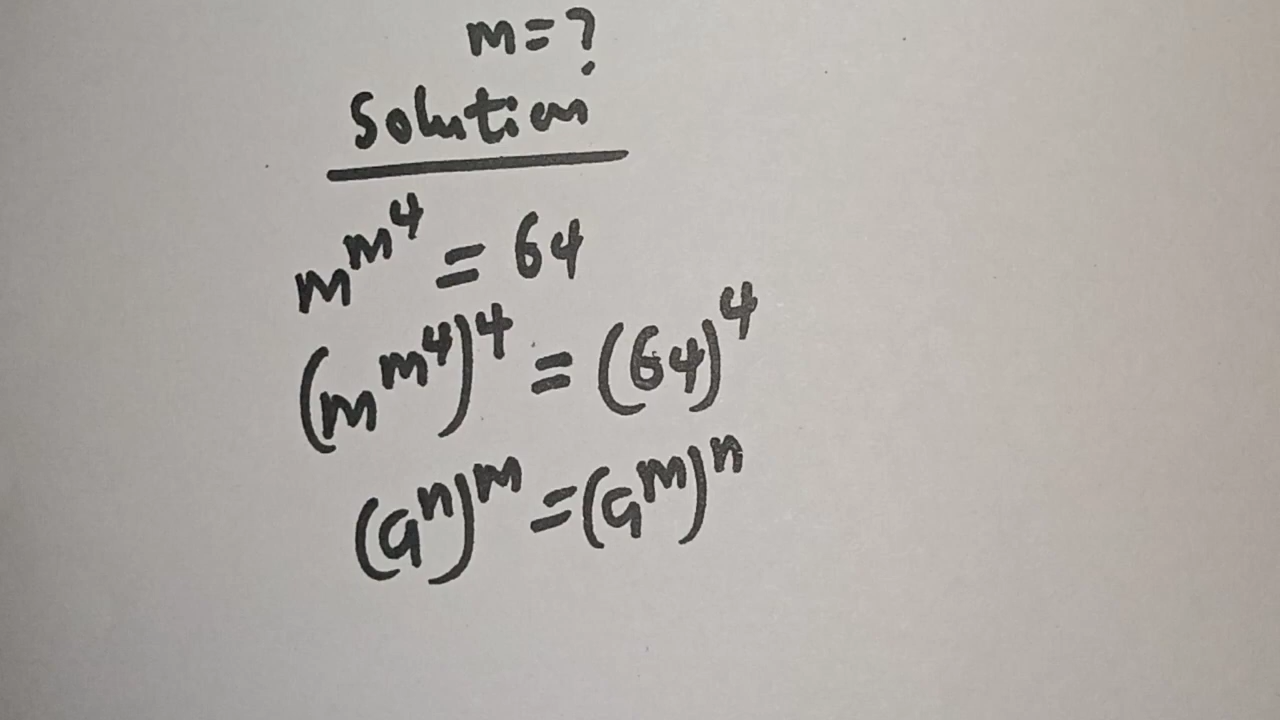 m = ?
Solution
m^{m^4} = 64
(m^{m^4})^4 = (64)^4
(a^n)^m = (a^m)^n